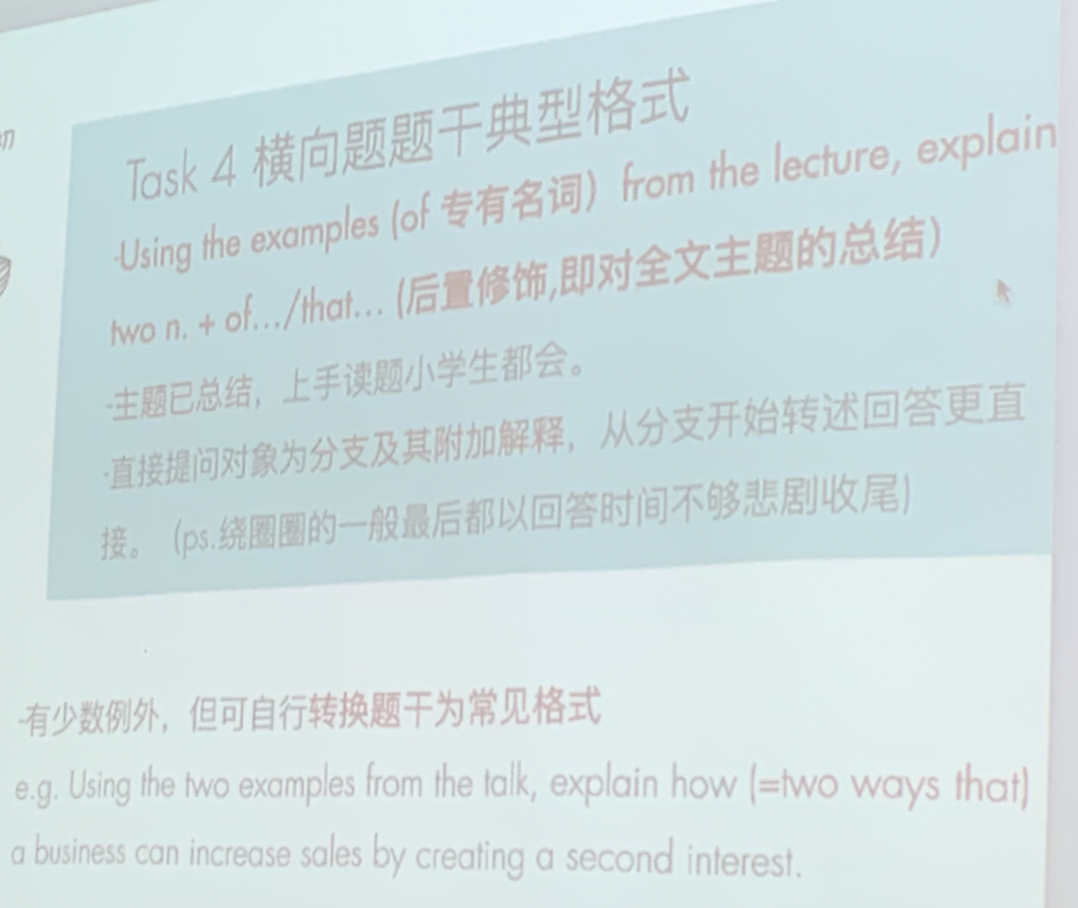 Task 4 横向题题干典型格式
-Using the examples (of 专有名词）from the lecture, explain
two n. + of.../that... (后置修饰,即对全文主题的总结)
-主题已总结，上手读题小学生都会。
-直接提问对象为分支及其附加解释，从分支开始转述回答更直
接。（ps.绕圈圈的一般最后都以回答时间不够悲剧收尾)
-有少数例外，但可自行转换题干为常见格式
e.g. Using the two examples from the talk, explain how (=two ways that)
a business can increase sales by creating a second interest.